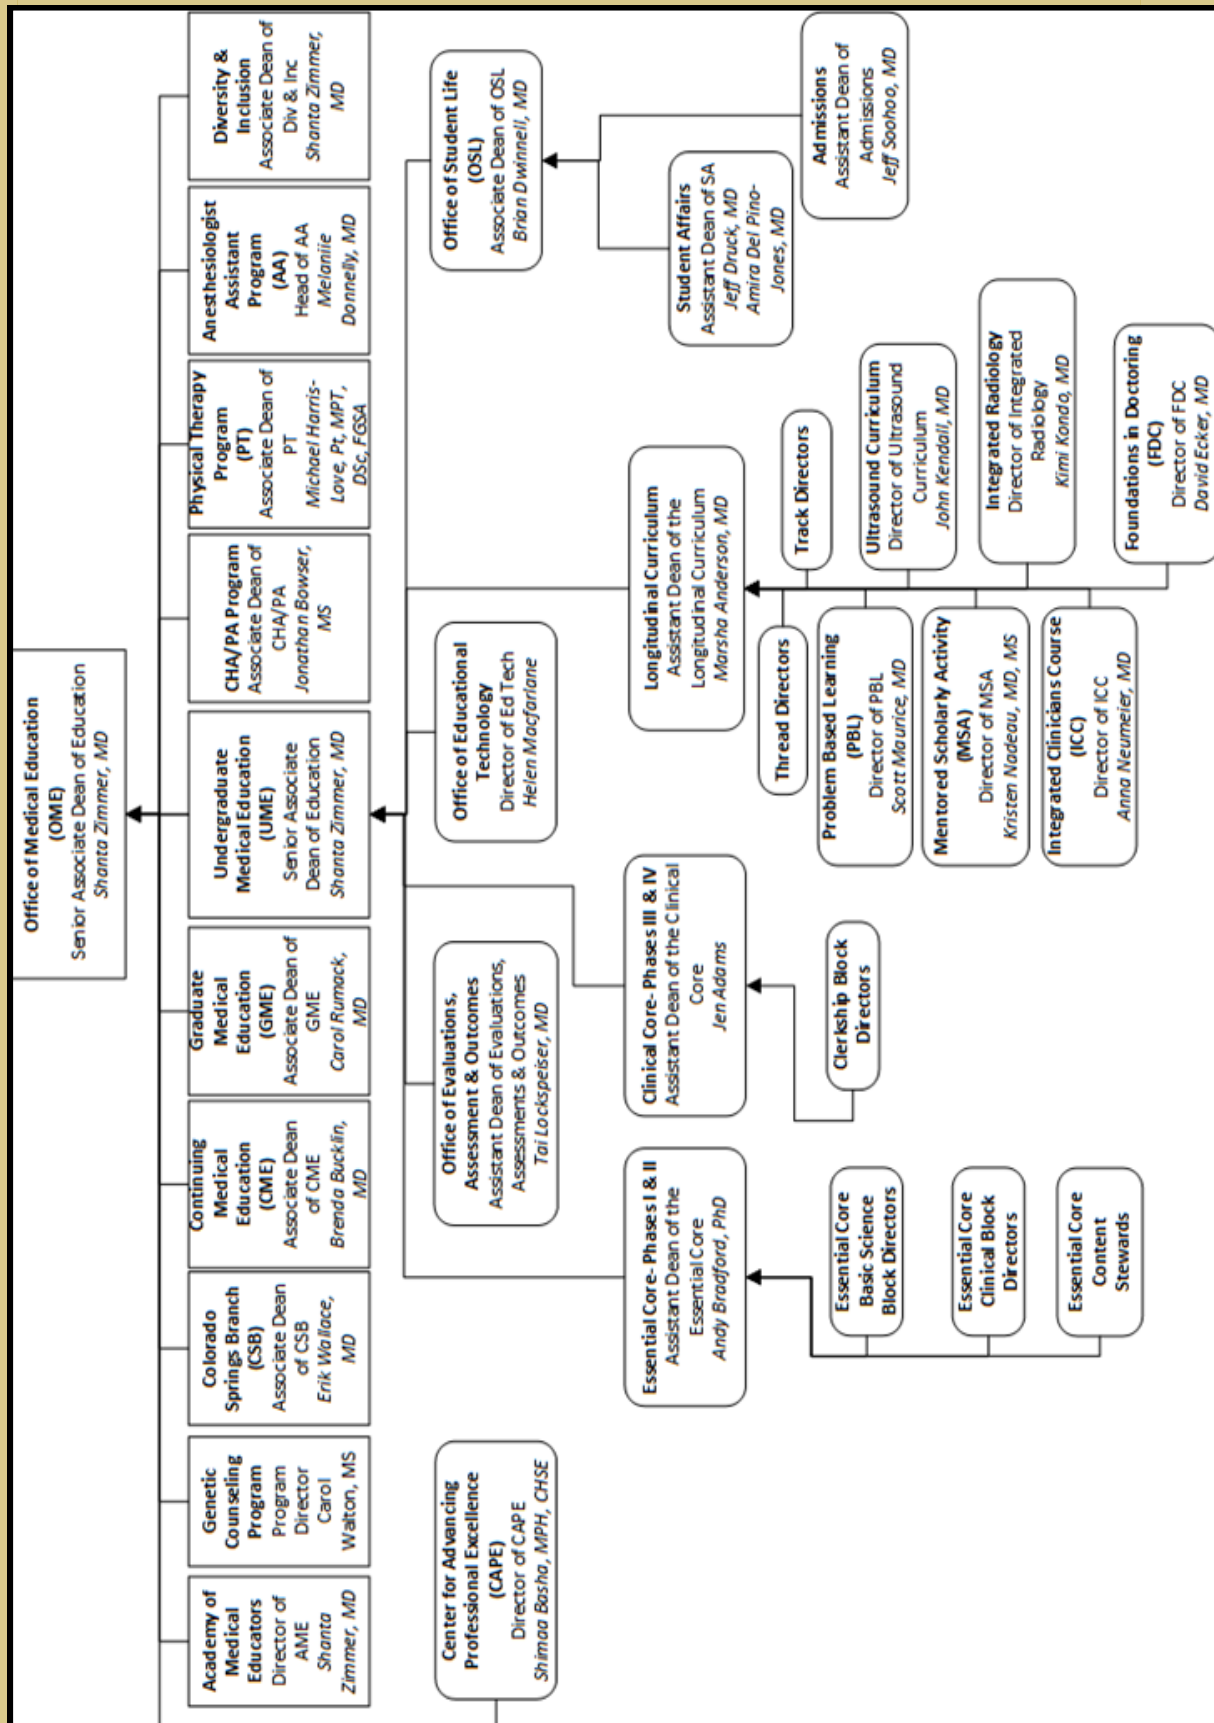 Office of Medical Education
(OME)
Senior Associate Dean of Education
Shanta Zimmer, MD
Academy of
Medical
Educators
Director of
AME
Shanta
Zimmer, MD
Genetic
Counseling
Program
Program
Director
Carol
Walton, MS
Colorado
Springs Branch
(CSB)
Associate Dean
of CSB
Erik Wallace,
MD
Continuing
Medical
Education
(CME)
Associate Dean
of CME
Brenda Bucklin,
MD
Graduate
Medical
Education
(GME)
Associate Dean of
GME
Carol Rumack,
MD
Undergraduate
Medical Education
(UME)
Senior Associate
Dean of Education
Shanta Zimmer, MD
CHA/PA Program
Associate Dean of
CHA/PA
Jonathan Bowser,
MS
Physical Therapy
Program
(PT)
Associate Dean of
PT
Michael Harris-
Love, Pt, MPT,
DSc, FGSA
Anesthesiologist
Assistant
Program
(AA)
Head of AA
Melaniie
Donnelly, MD
Diversity &
Inclusion
Associate Dean of
Div & Inc
Shanta Zimmer,
MD
Center for Advancing
Professional Excellence
(CAPE)
Director of CAPE
Shimaa Basha, MPH, CHSE
Office of Evaluations,
Assessment & Outcomes
Assistant Dean of Evaluations,
Assessments & Outcomes
Tai Lockspeiser, MD
Office of Educational
Technology
Director of Ed Tech
Helen Macfarlane
Office of Student Life
(OSL)
Associate Dean of OSL
Brian Dwinnell, MD
Essential Core- Phases I & II
Assistant Dean of the
Essential Core
Andy Bradford, PhD
Clinical Core- Phases III & IV
Assistant Dean of the Clinical
Core
Jen Adams
Longitudinal Curriculum
Assistant Dean of the
Longitudinal Curriculum
Marsha Anderson, MD
Student Affairs
Assistant Dean of SA
Jeff Druck, MD
Amira Del Pino-
Jones, MD
Admissions
Assistant Dean of
Admissions
Jeff Soohoo, MD
Essential Core
Basic Science
Block Directors
Essential Core
Clinical Block
Directors
Essential Core
Content
Stewards
Clerkship Block
Directors
Thread Directors
Track Directors
Problem Based Learning
(PBL)
Director of PBL
Scott Maurice, MD
Ultrasound Curriculum
Director of Ultrasound
Curriculum
John Kendall, MD
Mentored Scholarly Activity
(MSA)
Director of MSA
Kristen Nadeau, MD, MS
Integrated Radiology
Director of Integrated
Radiology
Kimi Kondo, MD
Integrated Clinicians Course
(ICC)
Director of ICC
Anna Neumeier, MD
Foundations in Doctoring
(FDC)
Director of FDC
David Ecker, MD